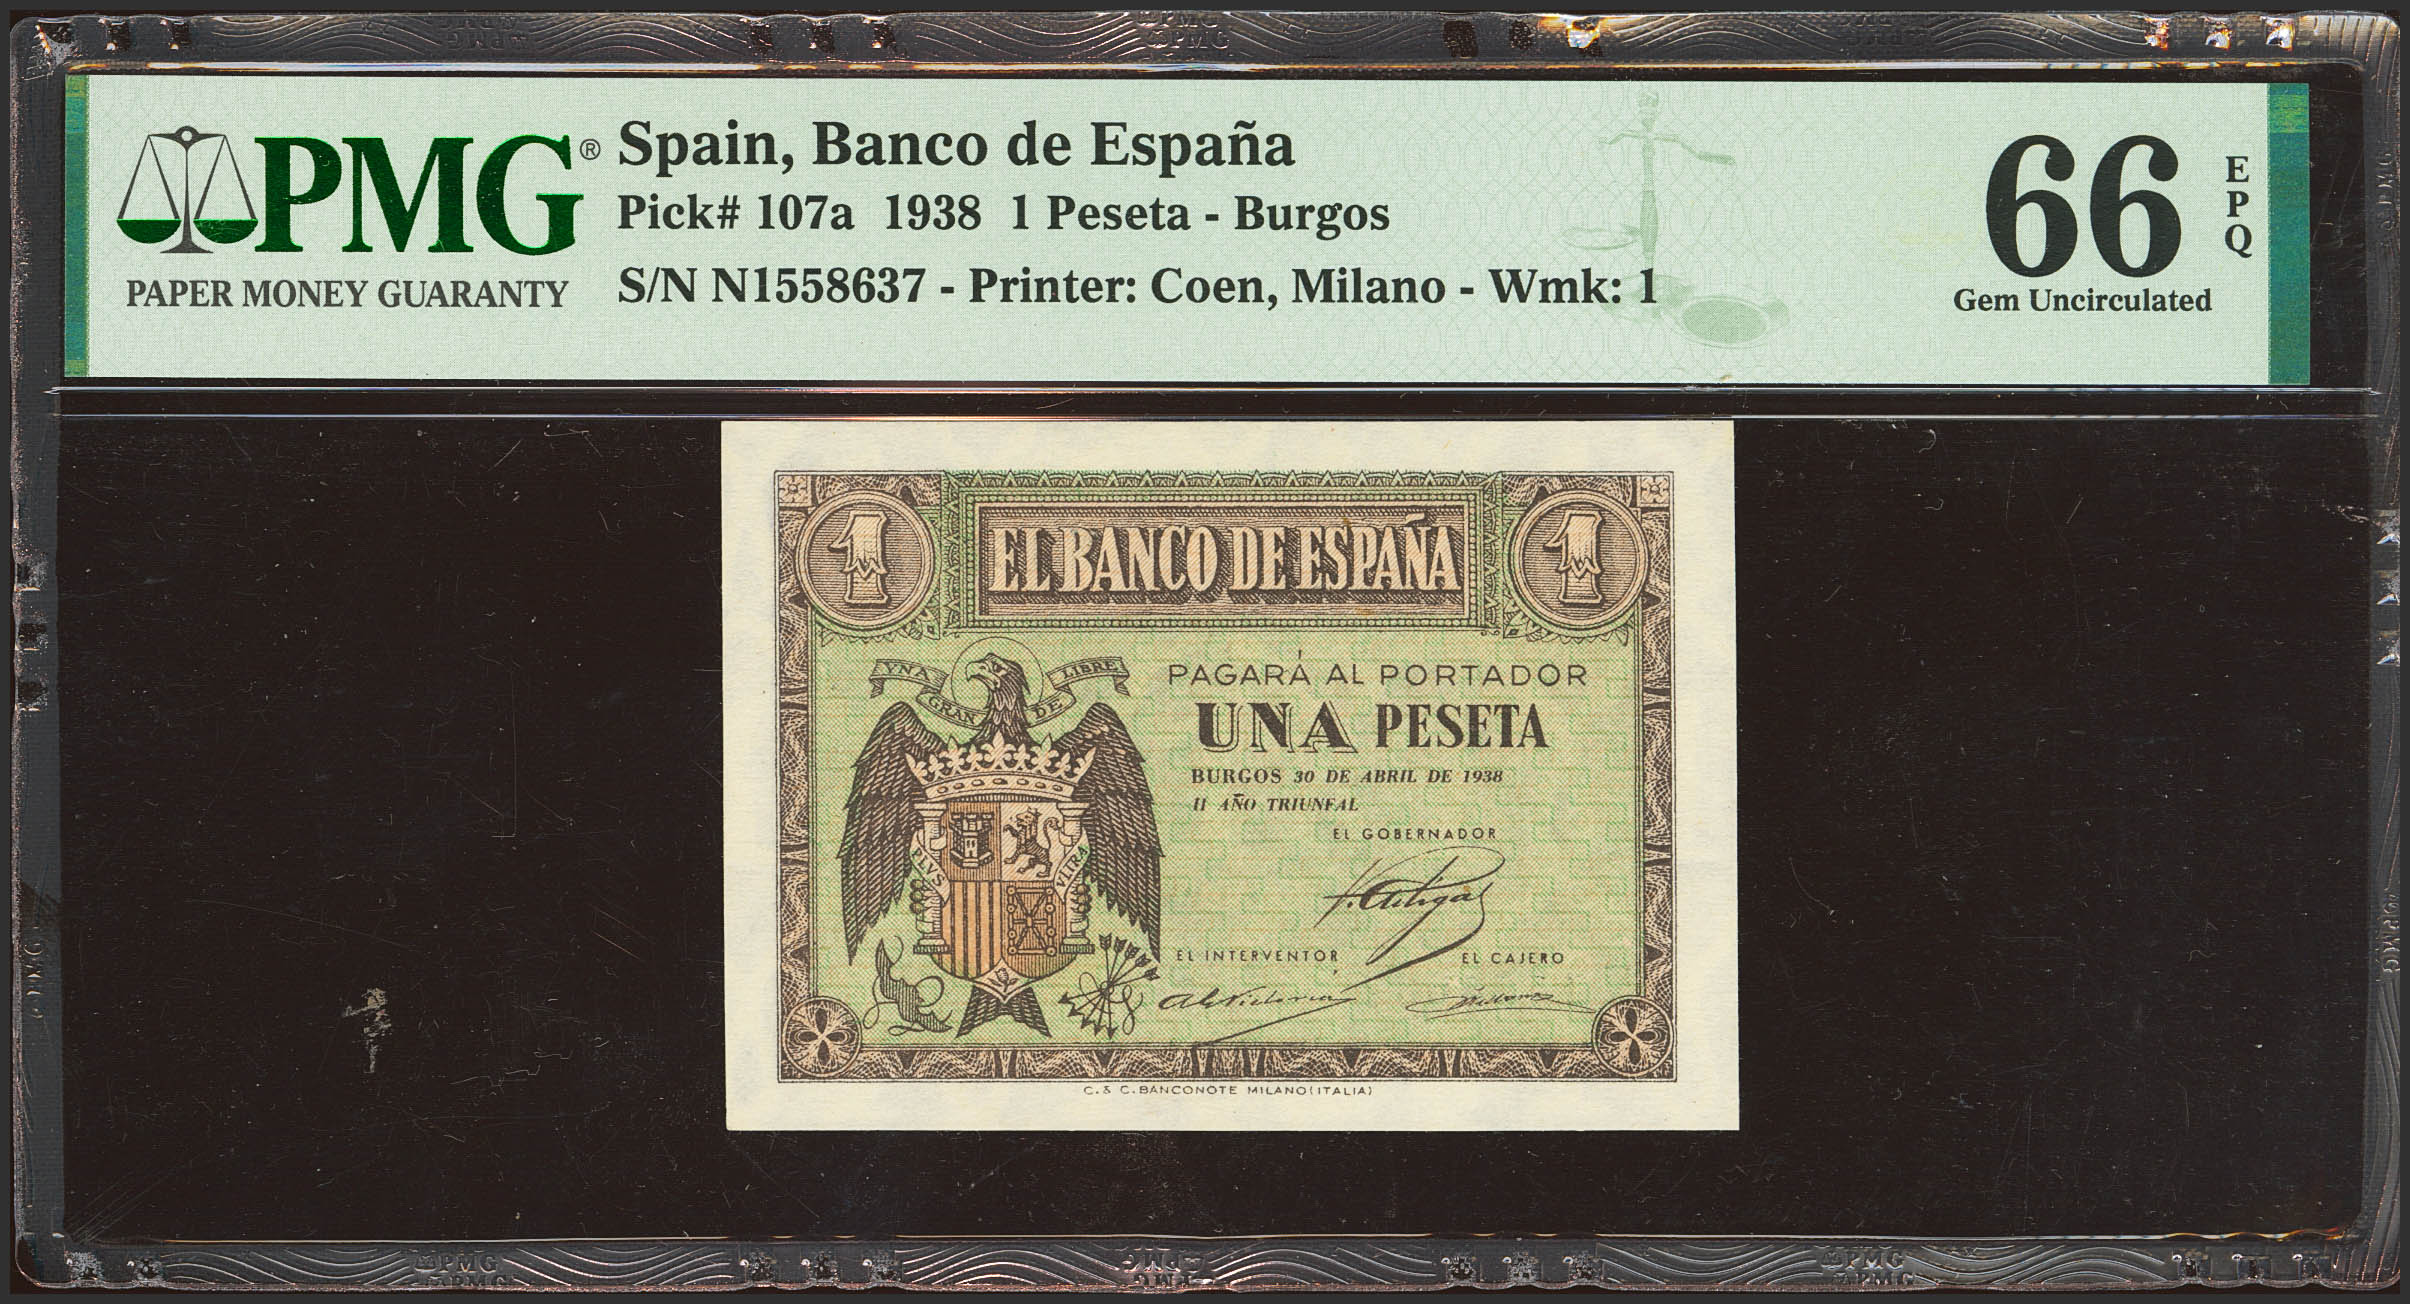 PMG®
PAPER MONEY GUARANTY
Spain, Banco de España
Pick# 107a 1938 1 Peseta - Burgos
S/N N1558637 - Printer: Coen, Milano - Wmk: 1
66
EPQ
Gem Uncirculated
1
EL BANCO DE ESPAÑA
1
VNA GRANDE LIBRE
PAGARÁ AL PORTADOR
UNA PESETA
BURGOS 30 DE ABRIL DE 1938
II AÑO TRIUNFAL
EL GOBERNADOR
PLVS VLTRA
EL INTERVENTOR
EL CAJERO
C. & C. BANCONOTE MILANO (ITALIA)